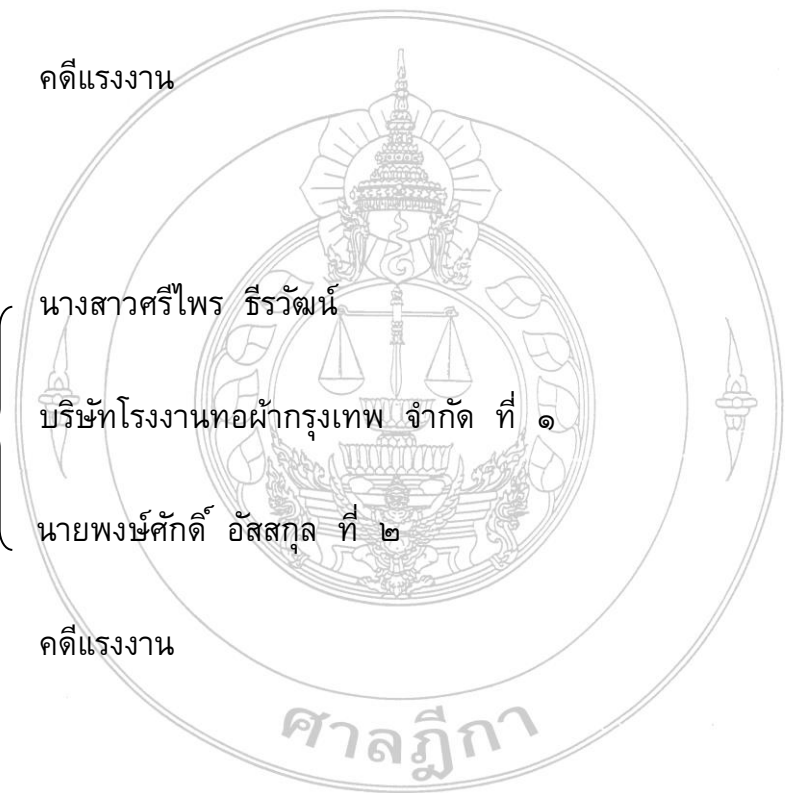 คดีแรงงาน
นางสาวศรีไพร ธีรวัฒน์
บริษัทโรงงานทอผ้ากรุงเทพ จำกัด ที่ ๑
นายพงษ์ศักดิ์ อัสสกุล ที่ ๒
คดีแรงงาน
ศาลฎีกา